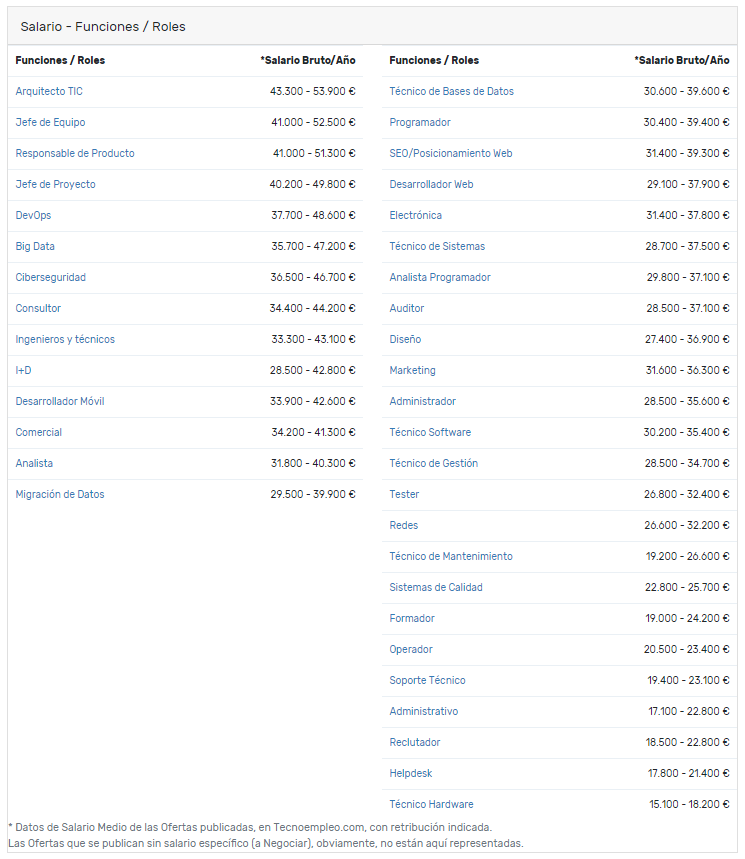 Salario - Funciones / Roles
Funciones / Roles *Salario Bruto/Año
Arquitecto TIC 43.300 - 53.900 €
Jefe de Equipo 41.000 - 52.500 €
Responsable de Producto 41.000 - 51.300 €
Jefe de Proyecto 40.200 - 49.800 €
DevOps 37.700 - 48.600 €
Big Data 35.700 - 47.200 €
Ciberseguridad 36.500 - 46.700 €
Consultor 34.400 - 44.200 €
Ingenieros y técnicos 33.300 - 43.100 €
I+D 28.500 - 42.800 €
Desarrollador Móvil 33.900 - 42.600 €
Comercial 34.200 - 41.300 €
Analista 31.800 - 40.300 €
Migración de Datos 29.500 - 39.900 €
Funciones / Roles *Salario Bruto/Año
Técnico de Bases de Datos 30.600 - 39.600 €
Programador 30.400 - 39.400 €
SEO/Posicionamiento Web 31.400 - 39.300 €
Desarrollador Web 29.100 - 37.900 €
Electrónica 31.400 - 37.800 €
Técnico de Sistemas 28.700 - 37.500 €
Analista Programador 29.800 - 37.100 €
Auditor 28.500 - 37.100 €
Diseño 27.400 - 36.900 €
Marketing 31.600 - 36.300 €
Administrador 28.500 - 35.600 €
Técnico Software 30.200 - 35.400 €
Técnico de Gestión 28.500 - 34.700 €
Tester 26.800 - 32.400 €
Redes 26.600 - 32.200 €
Técnico de Mantenimiento 19.200 - 26.600 €
Sistemas de Calidad 22.800 - 25.700 €
Formador 19.000 - 24.200 €
Operador 20.500 - 23.400 €
Soporte Técnico 19.400 - 23.100 €
Administrativo 17.100 - 22.800 €
Reclutador 18.500 - 22.800 €
Helpdesk 17.800 - 21.400 €
Técnico Hardware 15.100 - 18.200 €
* Datos de Salario Medio de las Ofertas publicadas, en Tecnoempleo.com, con retribución indicada.
Las Ofertas que se publican sin salario específico (a Negociar), obviamente, no están aquí representadas.